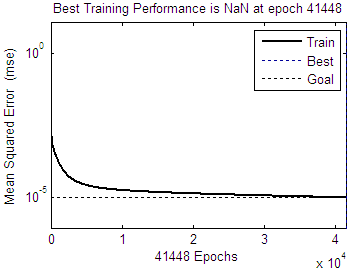 Best Training Performance is NaN at epoch 41448
Mean Squared Error (mse)
10^0
10^-5
Train
Best
Goal
0 1 2 3 4
x 10^4
41448 Epochs